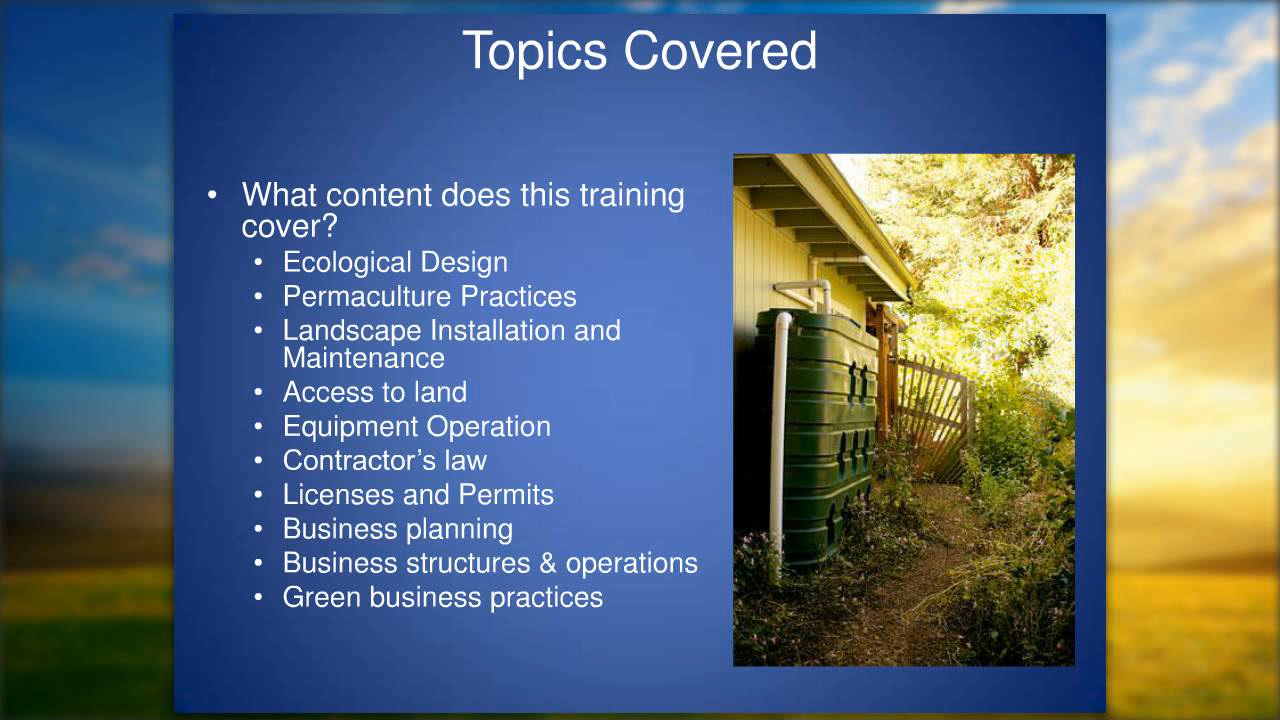 Topics Covered
• What content does this training
cover?
• Ecological Design
• Permaculture Practices
• Landscape Installation and
Maintenance
• Access to land
• Equipment Operation
• Contractor’s law
• Licenses and Permits
• Business planning
• Business structures & operations
• Green business practices